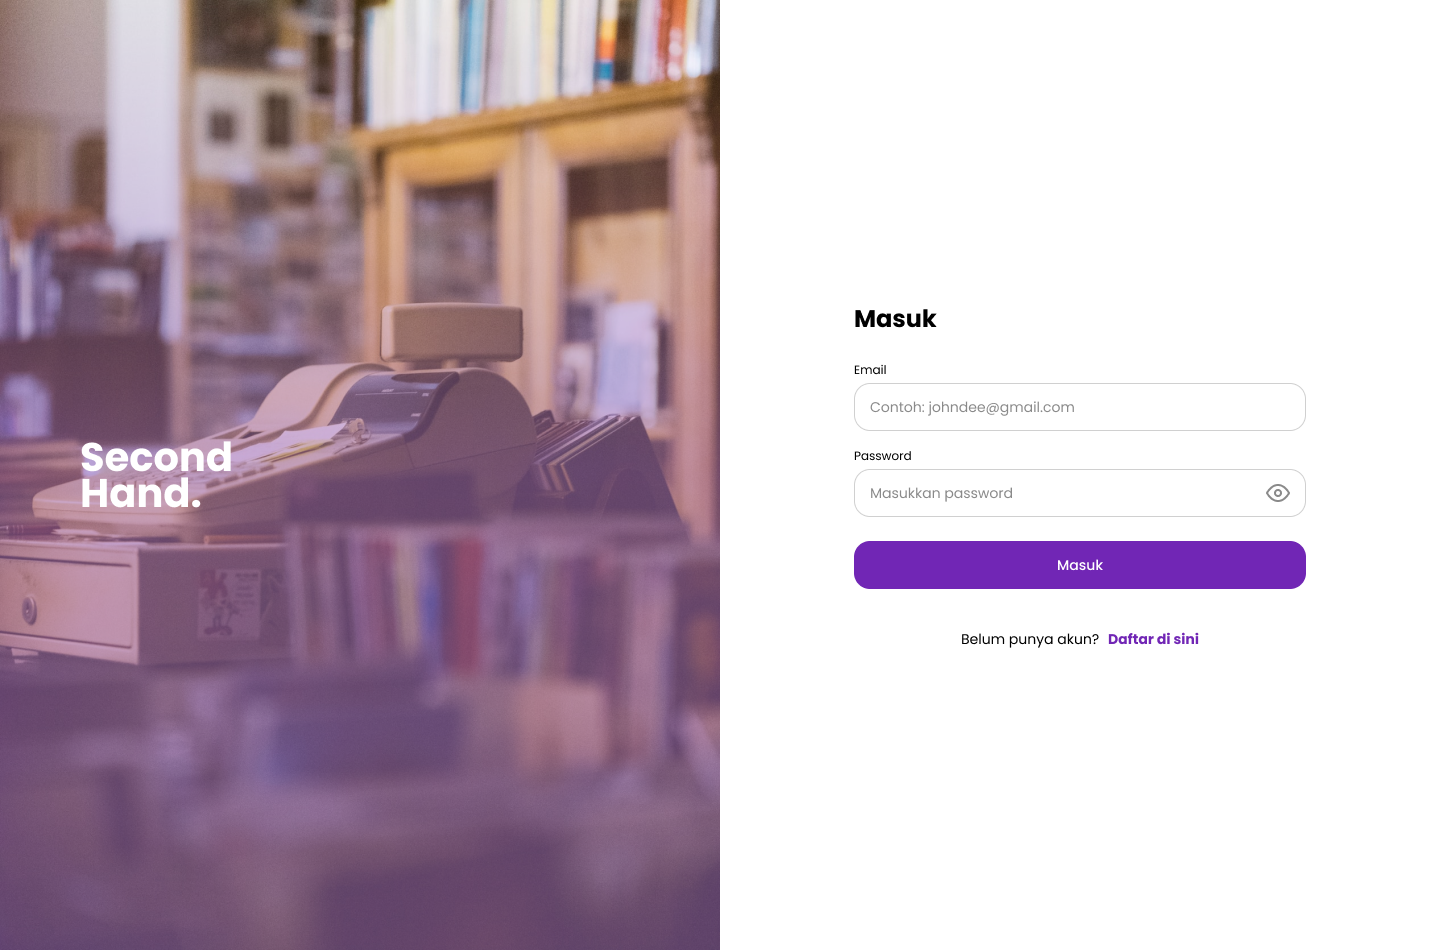 Second
Hand.
Masuk
Email
Contoh: johndee@gmail.com
Password
Masukkan password
Masuk
Belum punya akun? Daftar di sini